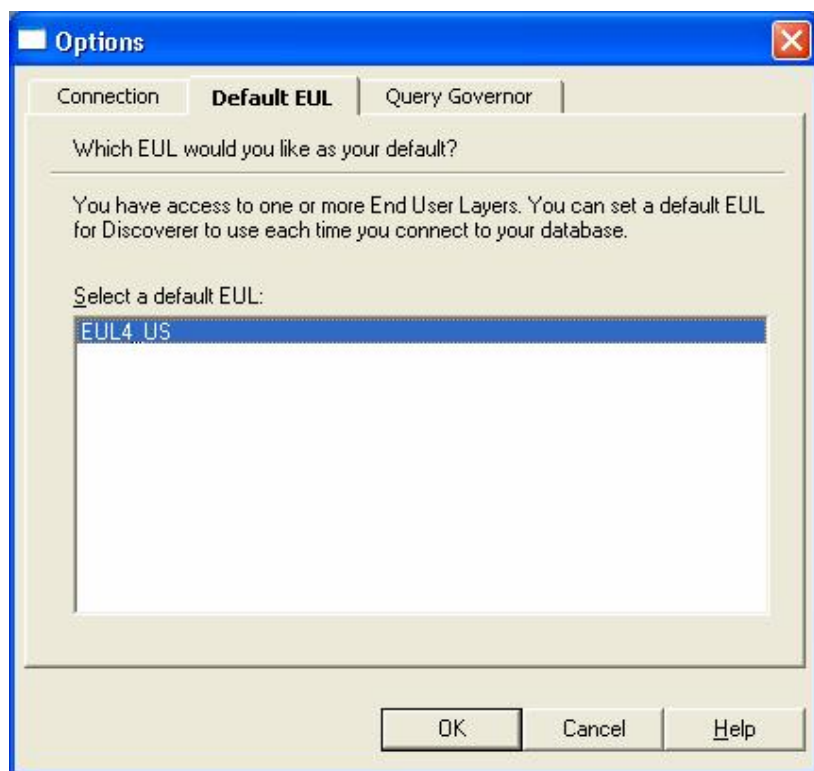 Options
Connection Default EUL Query Governor
Which EUL would you like as your default?
You have access to one or more End User Layers. You can set a default EUL
for Discoverer to use each time you connect to your database.
Select a default EUL:
EUL4_US
OK Cancel Help